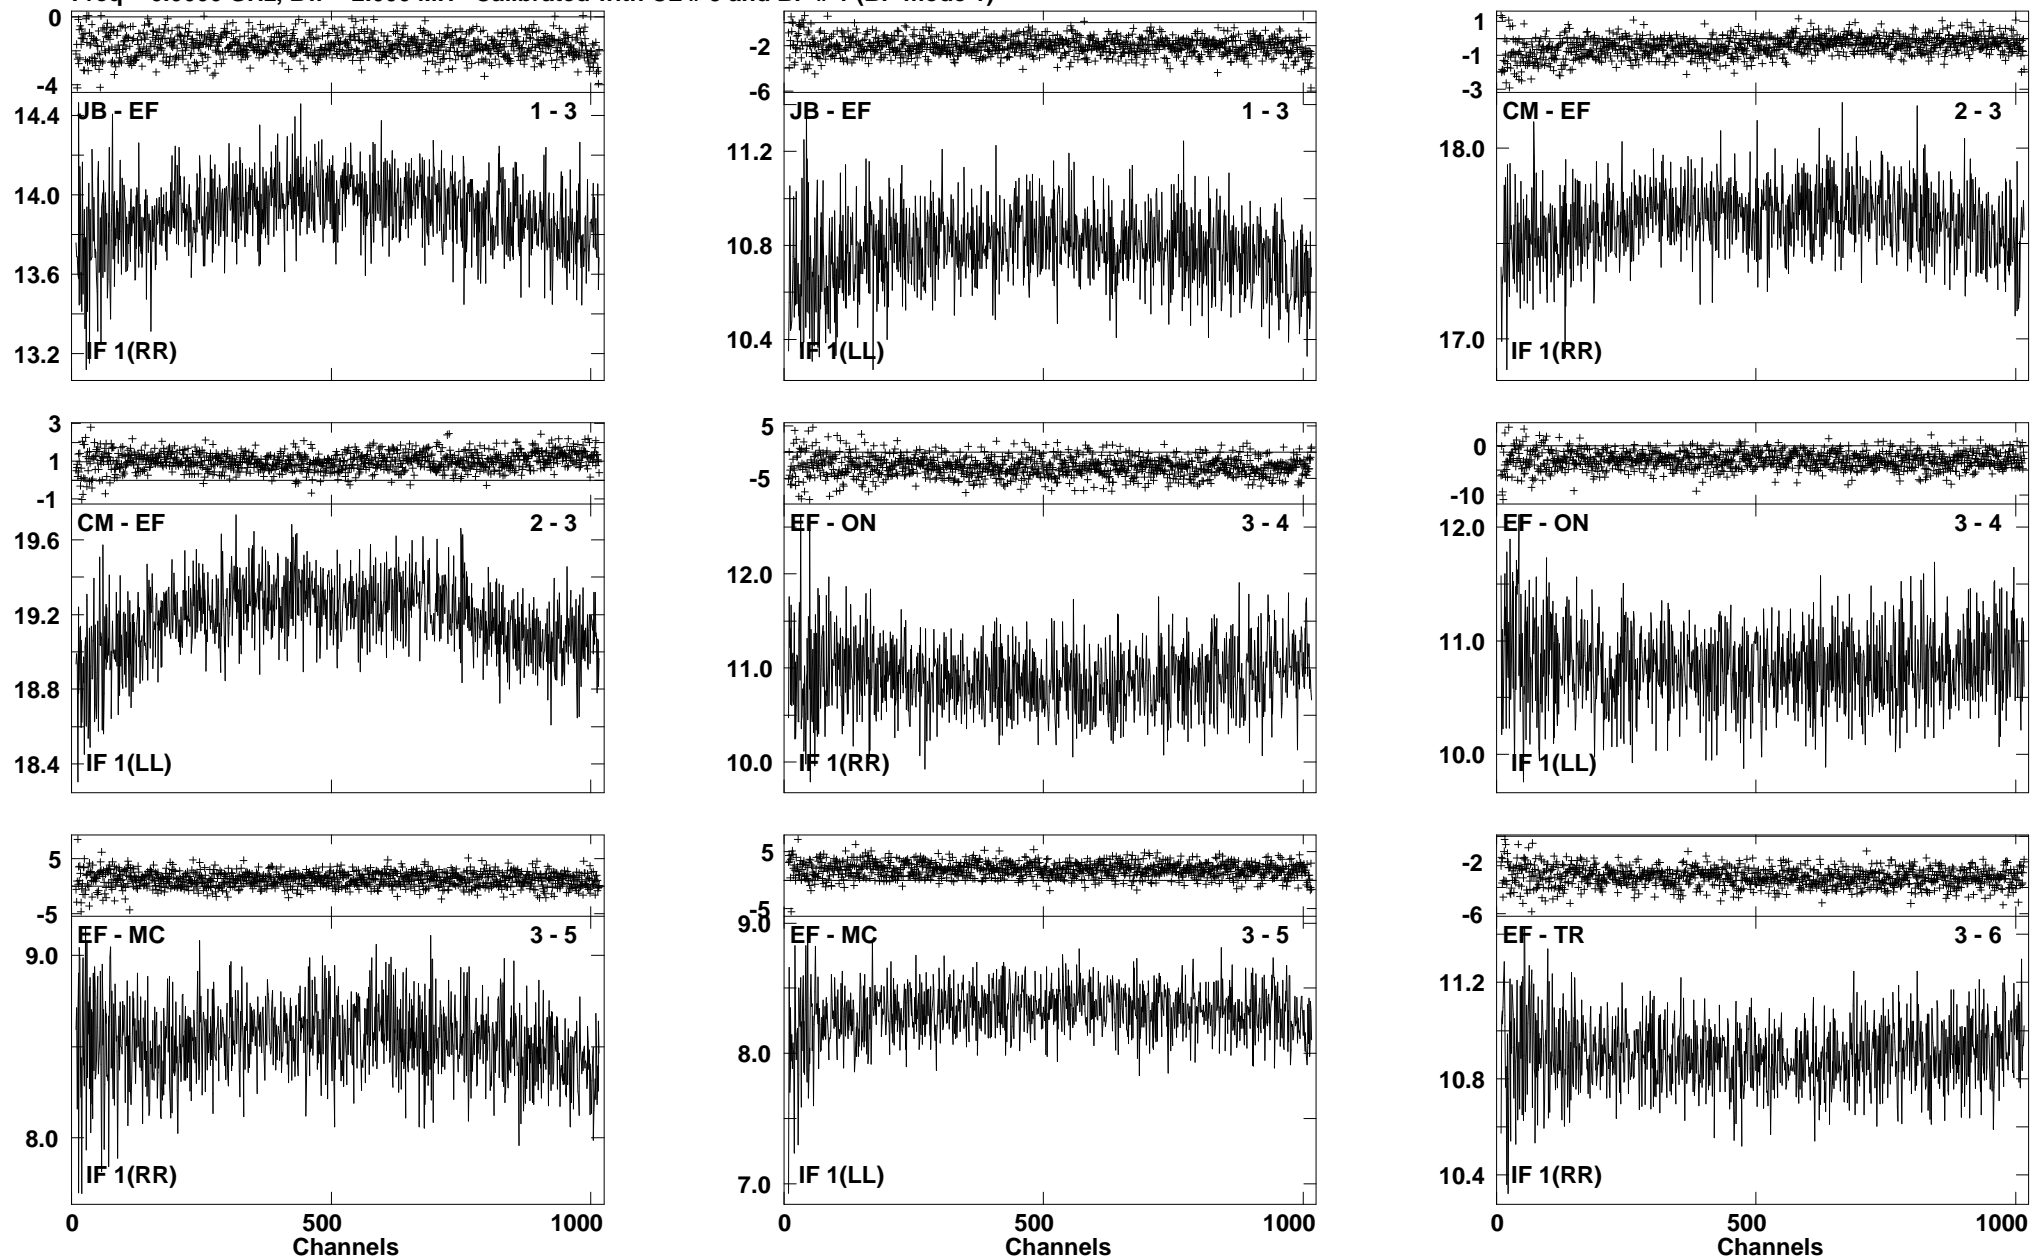 0
-4
JB - EF
1 - 3
14.4
14.0
13.6
13.2
IF 1(RR)
-2
-6
JB - EF
1 - 3
11.2
10.8
10.4
IF 1(LL)
1
-1
-3
CM - EF
2 - 3
18.0
17.0
IF 1(RR)
3
1
-1
CM - EF
2 - 3
19.6
19.2
18.8
18.4
IF 1(LL)
5
-5
EF - ON
3 - 4
12.0
11.0
10.0
IF 1(RR)
0
-10
EF - ON
3 - 4
12.0
11.0
10.0
IF 1(LL)
5
-5
EF - MC
3 - 5
9.0
8.0
IF 1(RR)
0
500
1000
Channels
5
-5
9.0
EF - MC
3 - 5
8.0
7.0
IF 1(LL)
0
500
1000
Channels
-2
-6
EF - TR
3 - 6
11.2
10.8
10.4
IF 1(RR)
0
500
1000
Channels